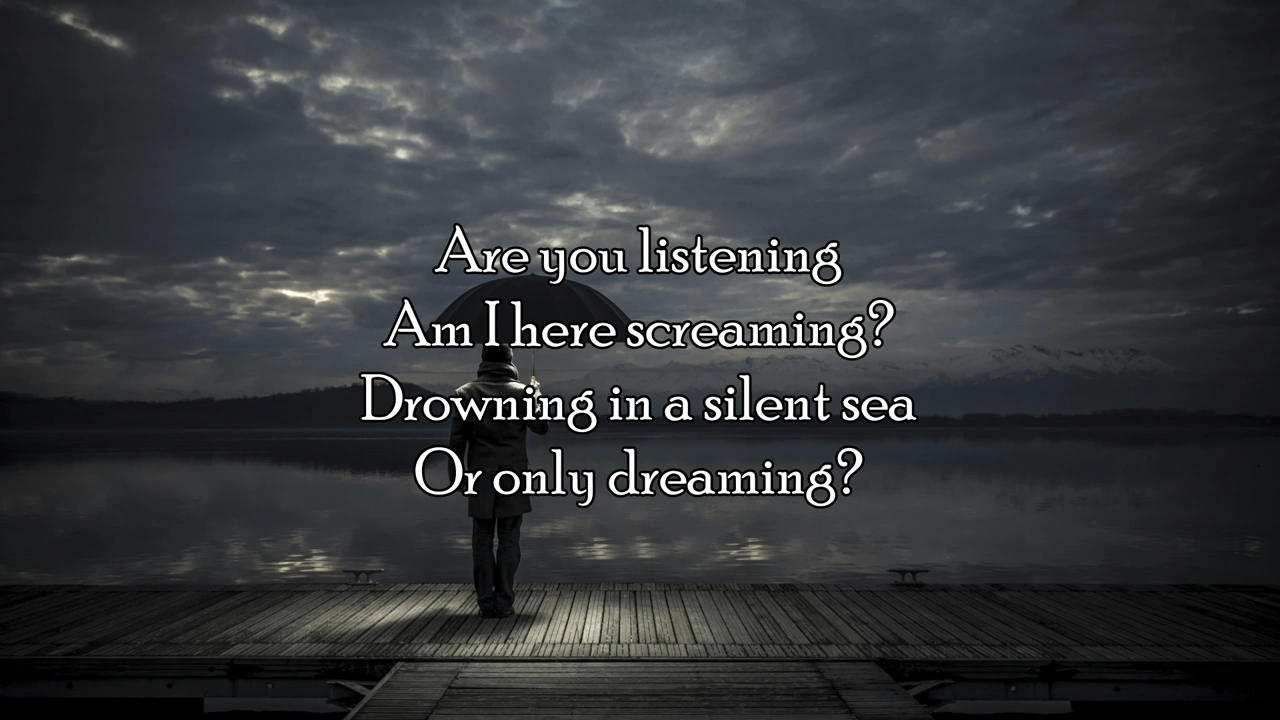 Are you listening
Am I here screaming?
Drowning in a silent sea
Or only dreaming?